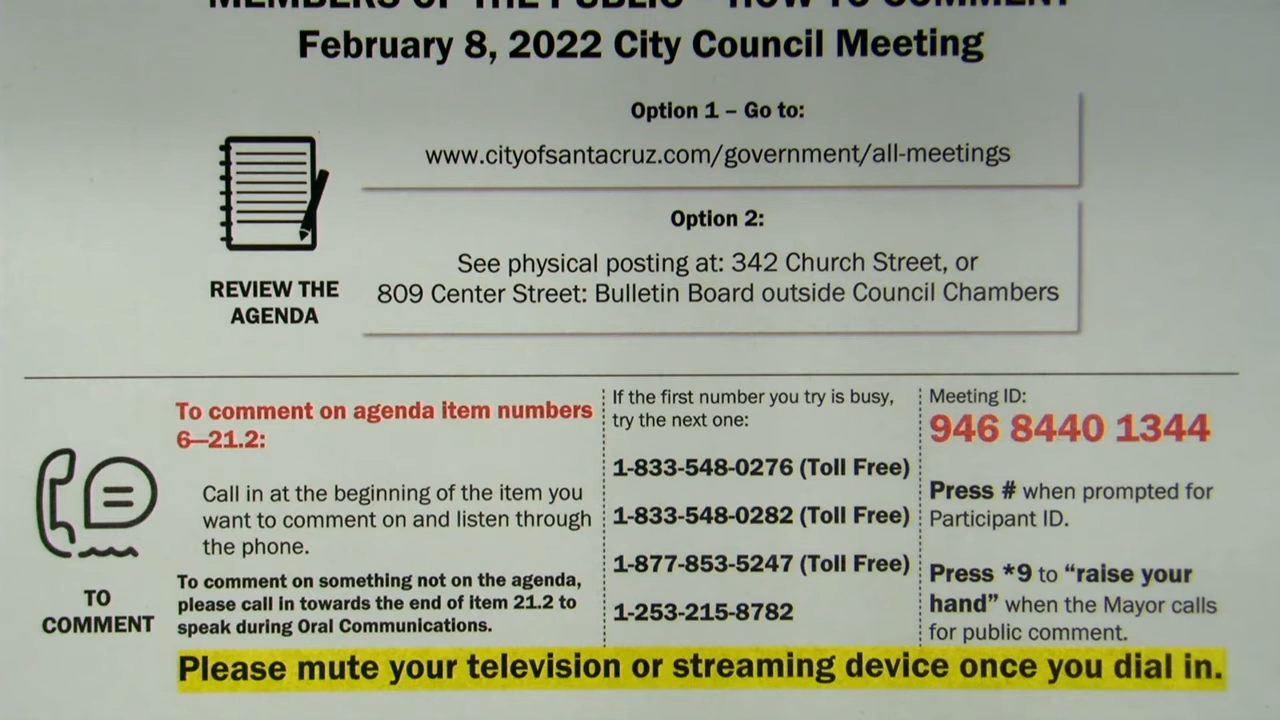 MEMBERS OF THE PUBLIC – HOW TO COMMENT
February 8, 2022 City Council Meeting
Option 1 – Go to:
www.cityofsantacruz.com/government/all-meetings
Option 2:
See physical posting at: 342 Church Street, or
809 Center Street: Bulletin Board outside Council Chambers
REVIEW THE
AGENDA
To comment on agenda item numbers
6—21.2:
Call in at the beginning of the item you
want to comment on and listen through
the phone.
To comment on something not on the agenda,
please call in towards the end of item 21.2 to
speak during Oral Communications.
TO
COMMENT
If the first number you try is busy,
try the next one:
1-833-548-0276 (Toll Free)
1-833-548-0282 (Toll Free)
1-877-853-5247 (Toll Free)
1-253-215-8782
Meeting ID:
946 8440 1344
Press # when prompted for
Participant ID.
Press *9 to “raise your
hand” when the Mayor calls
for public comment.
Please mute your television or streaming device once you dial in.